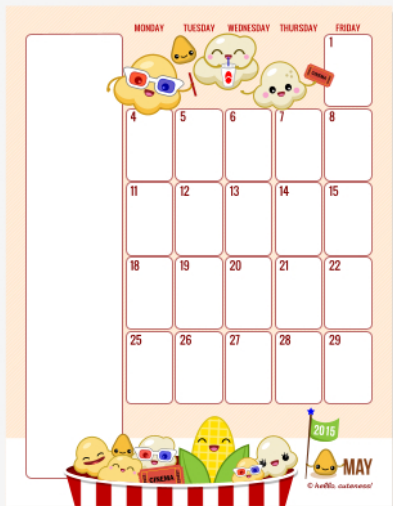 MONDAY TUESDAY WEDNESDAY THURSDAY FRIDAY
1
CINEMA
4 5 6 7 8
11 12 13 14 15
18 19 20 21 22
25 26 27 28 29
2015
CINEMA
MAY
© hello, cuteness!